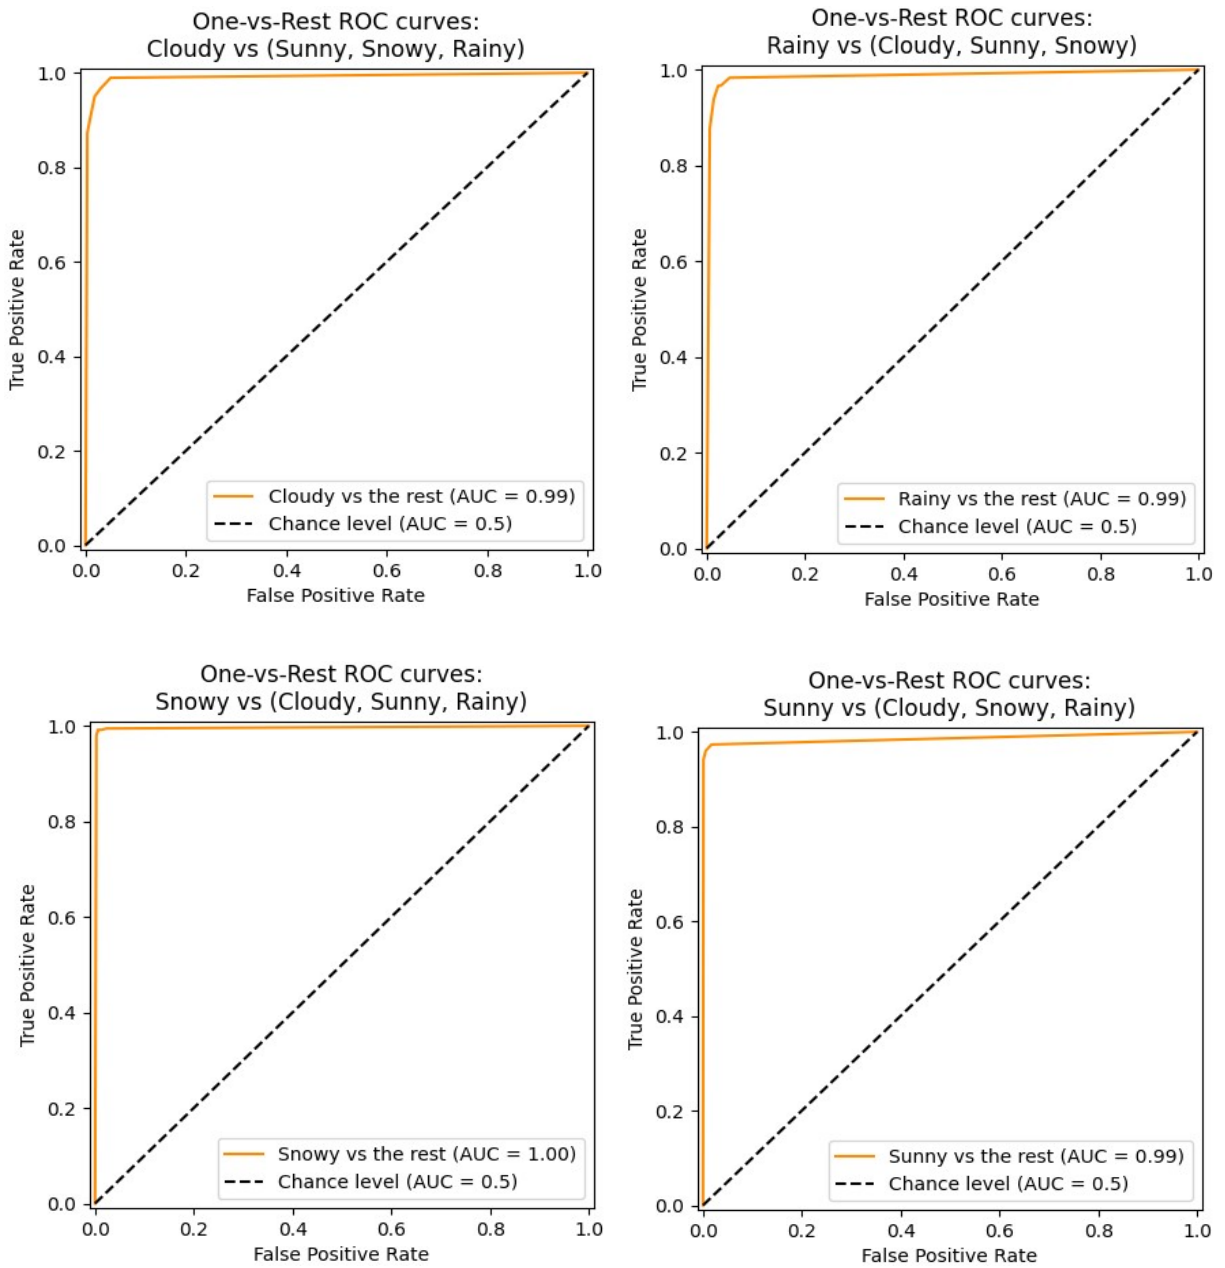 One-vs-Rest ROC curves:
Cloudy vs (Sunny, Snowy, Rainy)
1.0
0.8
0.6
0.4
0.2
0.0
True Positive Rate
Cloudy vs the rest (AUC = 0.99)
Chance level (AUC = 0.5)
0.0 0.2 0.4 0.6 0.8 1.0
False Positive Rate
One-vs-Rest ROC curves:
Rainy vs (Cloudy, Sunny, Snowy)
1.0
0.8
0.6
0.4
0.2
0.0
True Positive Rate
Rainy vs the rest (AUC = 0.99)
Chance level (AUC = 0.5)
0.0 0.2 0.4 0.6 0.8 1.0
False Positive Rate
One-vs-Rest ROC curves:
Snowy vs (Cloudy, Sunny, Rainy)
1.0
0.8
0.6
0.4
0.2
0.0
True Positive Rate
Snowy vs the rest (AUC = 1.00)
Chance level (AUC = 0.5)
0.0 0.2 0.4 0.6 0.8 1.0
False Positive Rate
One-vs-Rest ROC curves:
Sunny vs (Cloudy, Snowy, Rainy)
1.0
0.8
0.6
0.4
0.2
0.0
True Positive Rate
Sunny vs the rest (AUC = 0.99)
Chance level (AUC = 0.5)
0.0 0.2 0.4 0.6 0.8 1.0
False Positive Rate